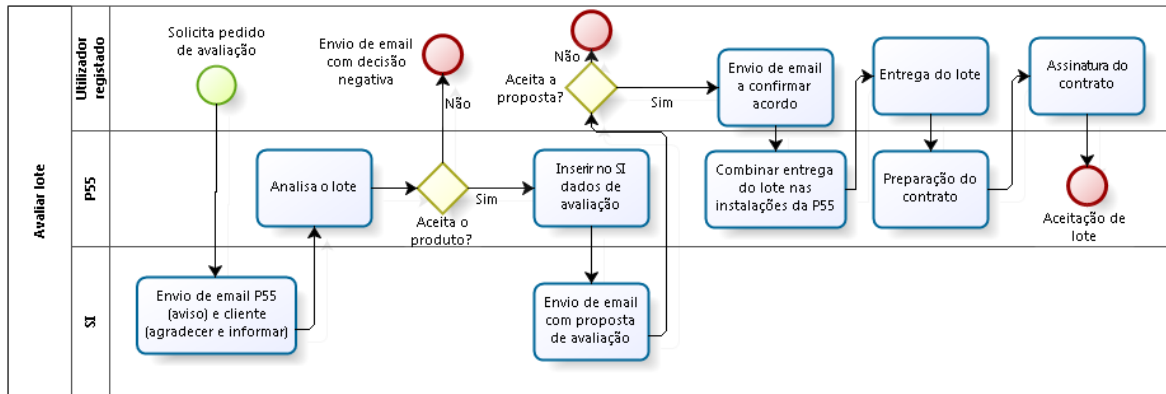 Avaliar lote
Utilizador
registado
P55
SI
Solicita pedido
de avaliação
Envio de email P55
(aviso) e cliente
(agradecer e informar)
Analisa o lote
Aceita o
produto?
Não
Envio de email
com decisão
negativa
Sim
Inserir no SI
dados de
avaliação
Envio de email
com proposta
de avaliação
Aceita a
proposta?
Não
Sim
Envio de email
a confirmar
acordo
Combinar entrega
do lote nas
instalações da P55
Entrega do lote
Preparação do
contrato
Assinatura do
contrato
Aceitação de
lote